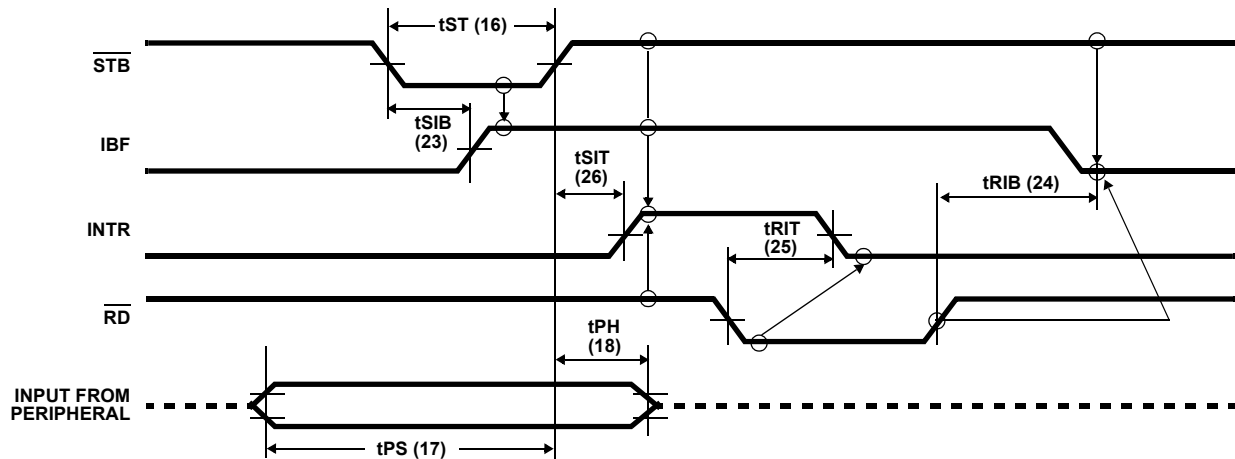 tST (16)
STB
tSIB
(23)
IBF
tSIT
(26)
tRIB (24)
INTR
tRIT
(25)
RD
tPH
(18)
INPUT FROM
PERIPHERAL
tPS (17)